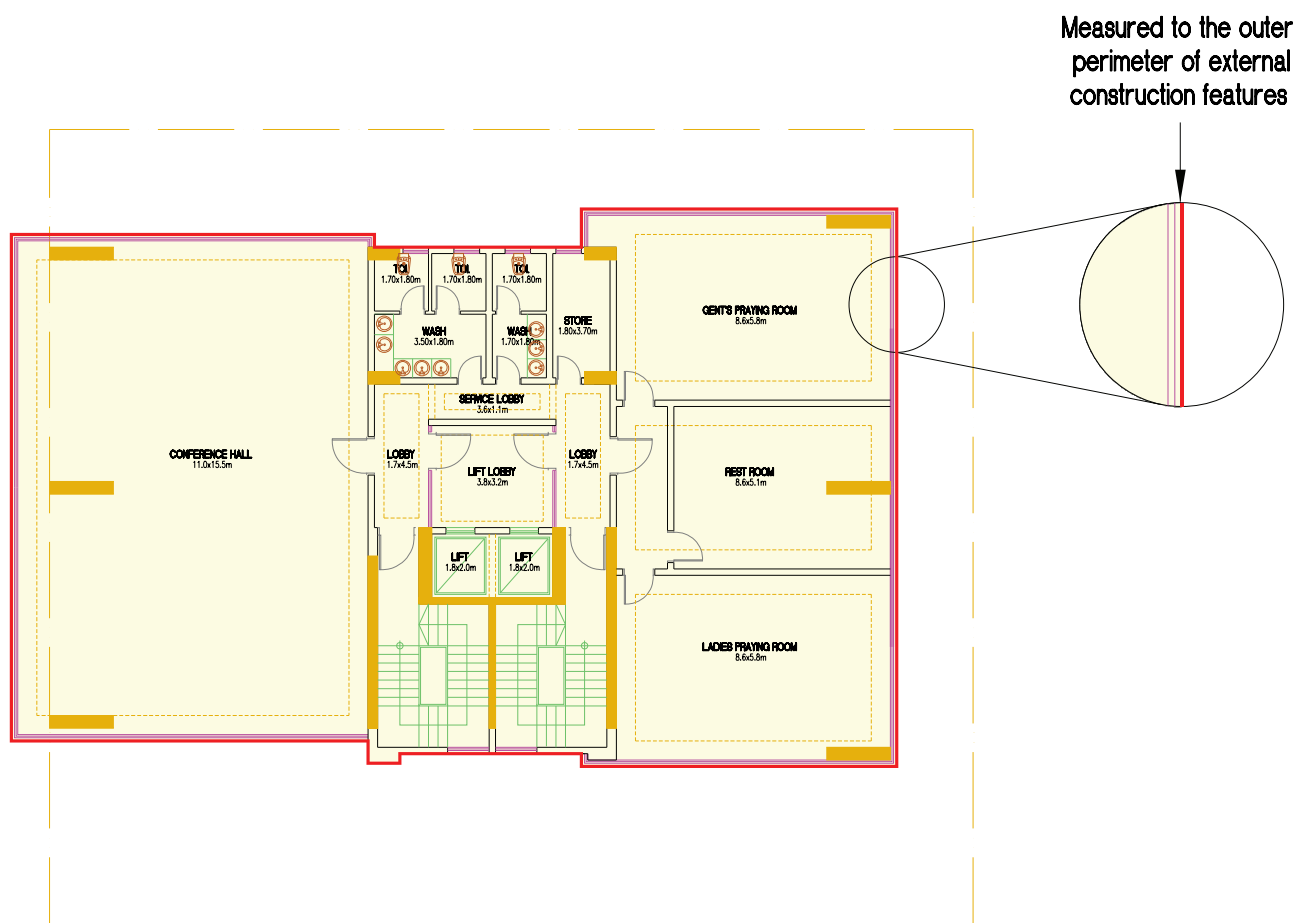 Measured to the outer
perimeter of external
construction features
TOI.
1.70x1.80m
TOI.
1.70x1.80m
TOI.
1.70x1.80m
STORE
1.80x3.70m
WASH
3.50x1.80m
WASH
1.70x1.80m
GENT'S PRAYING ROOM
8.6x5.8m
SERVICE LOBBY
3.6x1.1m
CONFERENCE HALL
11.0x15.5m
LOBBY
1.7x4.5m
LIFT LOBBY
3.8x3.2m
LOBBY
1.7x4.5m
REST ROOM
8.6x5.1m
LIFT
1.8x2.0m
LIFT
1.8x2.0m
LADIES PRAYING ROOM
8.6x5.8m